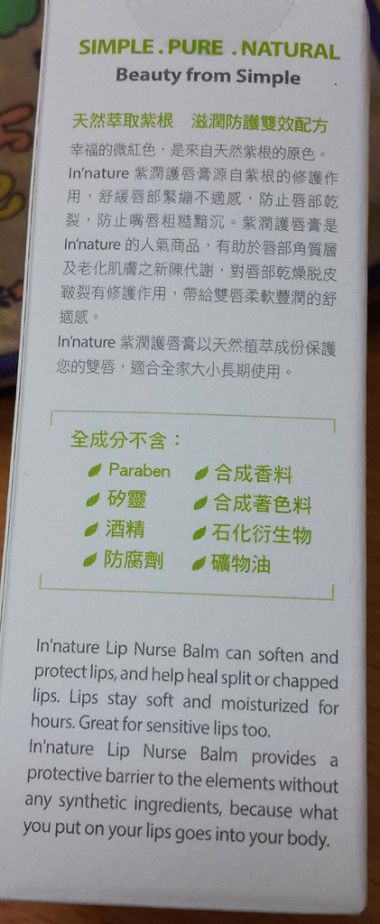 SIMPLE . PURE . NATURAL
Beauty from Simple
天然萃取紫根 滋潤防護雙效配方
幸福的微紅色,是來自天然紫根的原色。
In'nature 紫潤護唇膏源自紫根的修護作
用,舒緩唇部緊繃不適感,防止唇部乾
裂,防止嘴唇粗糙黯沉。紫潤護唇膏是
In'nature 的人氣商品,有助於唇部角質層
及老化肌膚之新陳代謝,對唇部乾燥脫皮
皸裂有修護作用,帶給雙唇柔軟豐潤的舒
適感。
In'nature 紫潤護唇膏以天然植萃成份保護
您的雙唇,適合全家大小長期使用。
全成分不含:
Paraben 合成香料
矽靈 合成著色料
酒精 石化衍生物
防腐劑 礦物油
In'nature Lip Nurse Balm can soften and
protect lips, and help heal split or chapped
lips. Lips stay soft and moisturized for
hours. Great for sensitive lips too.
In'nature Lip Nurse Balm provides a
protective barrier to the elements without
any synthetic ingredients, because what
you put on your lips goes into your body.